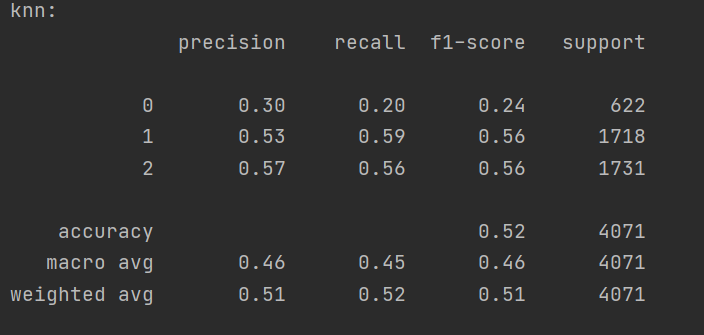 knn:
precision recall f1-score support
0 0.30 0.20 0.24 622
1 0.53 0.59 0.56 1718
2 0.57 0.56 0.56 1731
accuracy 0.52 4071
macro avg 0.46 0.45 0.46 4071
weighted avg 0.51 0.52 0.51 4071